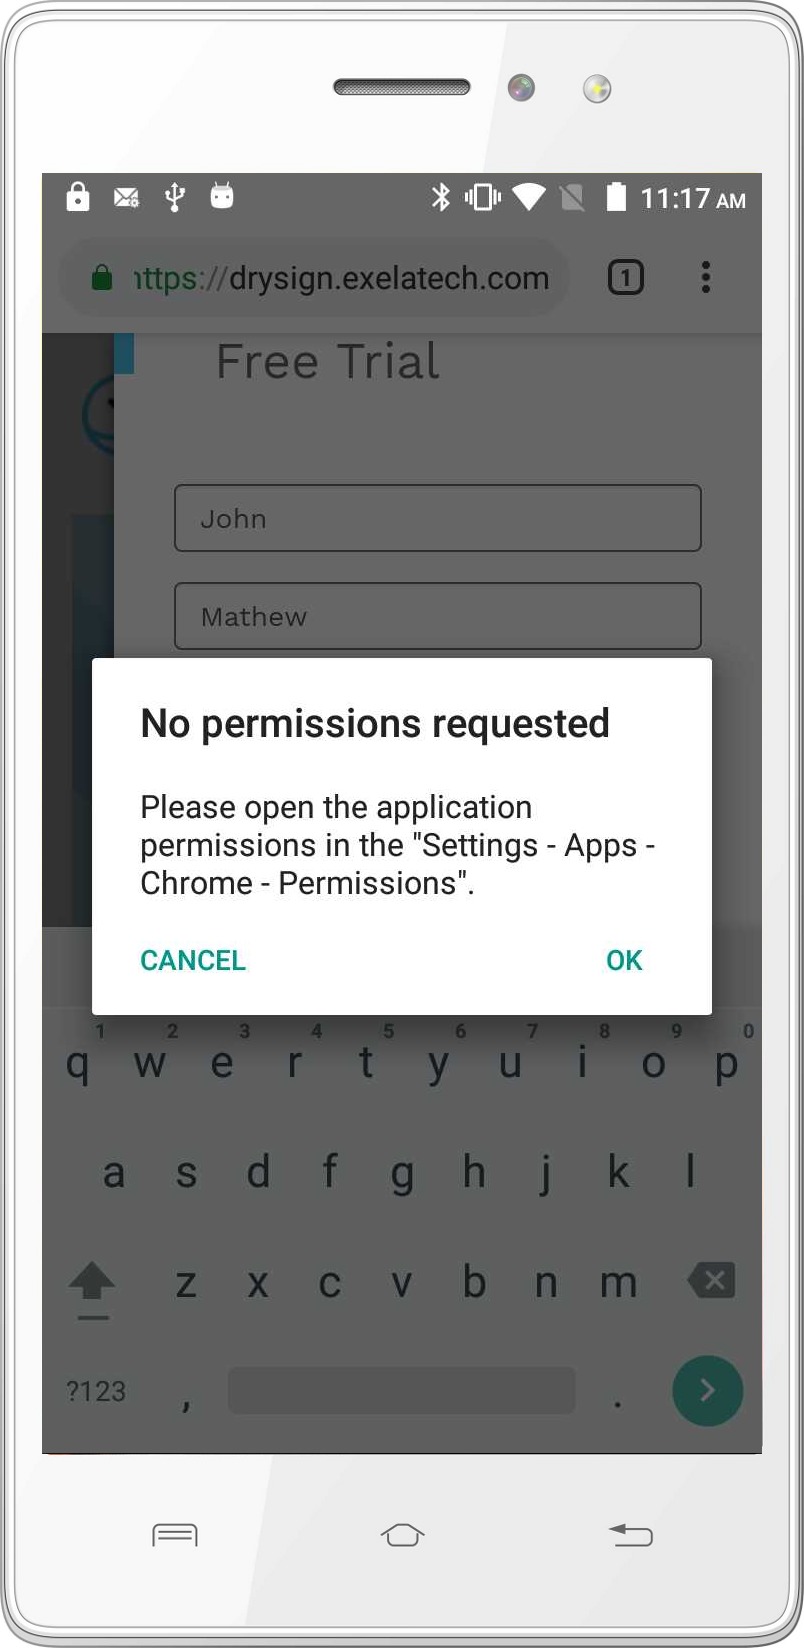 11:17 AM
https://drysign.exelatech.com
1
Free Trial
John
Mathew
No permissions requested
Please open the application
permissions in the "Settings - Apps -
Chrome - Permissions".
CANCEL OK
1 2 3 4 5 6 7 8 9 0
q w e r t y u i o p
a s d f g h j k l
z x c v b n m
?123 , .